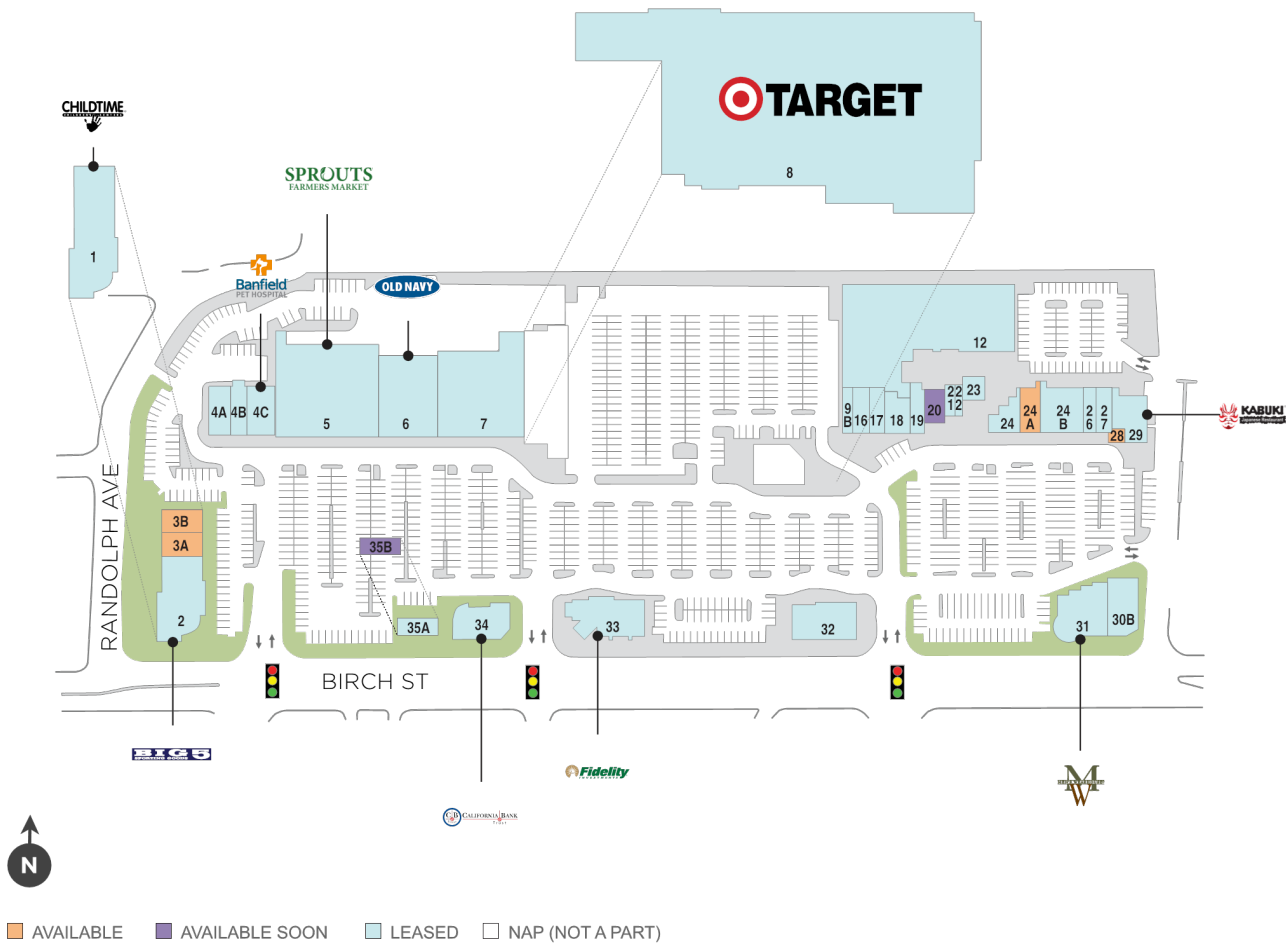 TARGET
8
CHILDTIME
1
SPROUTS
FARMERS MARKET
Banfield
PET HOSPITAL
OLD NAVY
12
4A
4B
4C
5
6
7
9
B
16
17
18
19
20
22
12
23
24
24
A
24
B
2
6
2
7
28
29
KABUKI
RANDOLPH AVE
3B
3A
2
35B
35A
34
33
32
31
30B
BIRCH ST
BIG 5
SPORTING GOODS
Fidelity
INVESTMENTS
CALIFORNIA BANK
TRUST
M
W
N
AVAILABLE
AVAILABLE SOON
LEASED
NAP (NOT A PART)